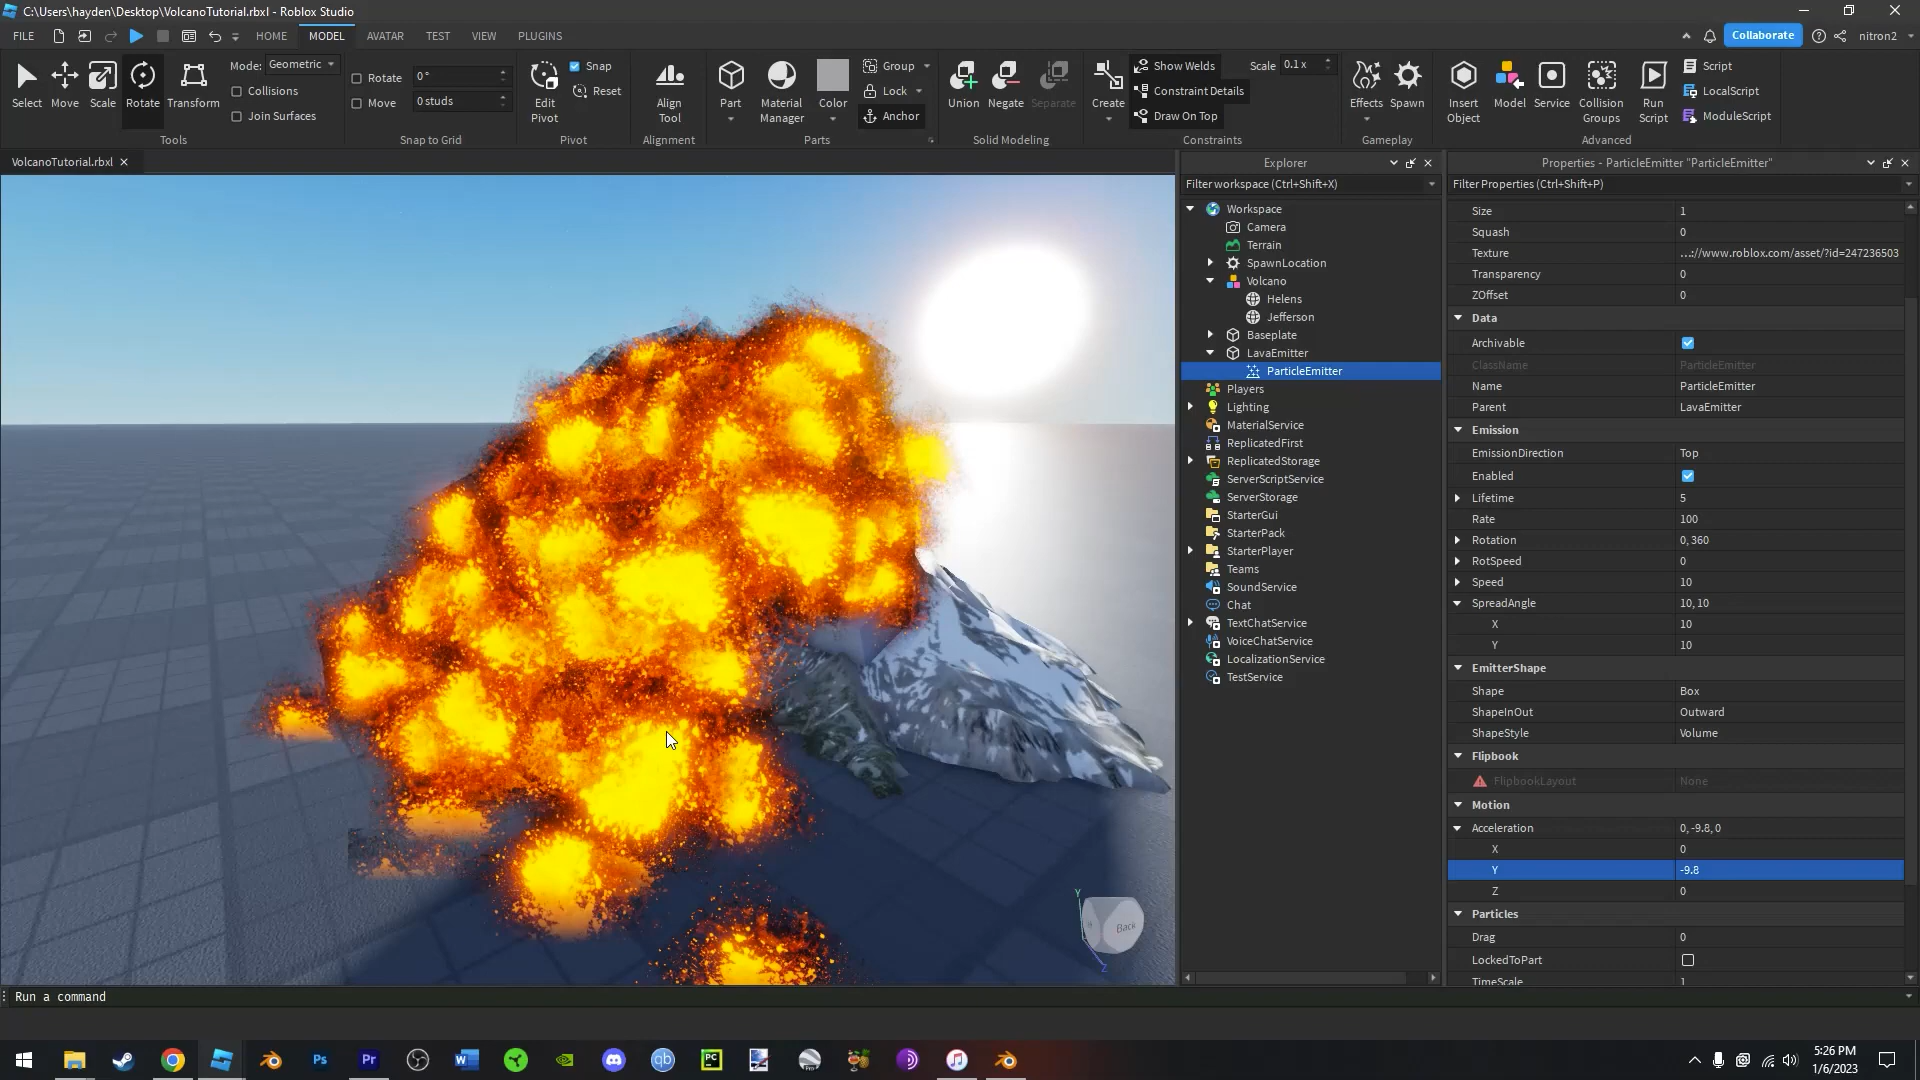 C:\Users\hayden\Desktop\VolcanoTutorial.rbxl - Roblox Studio
FILE HOME MODEL AVATAR TEST VIEW PLUGINS Collaborate nitron2
Select Move Scale Rotate Transform
Mode: Geometric
Collisions
Join Surfaces
Tools
Rotate 0°
Move 0 studs
Snap to Grid
Edit Pivot
Snap
Reset
Pivot
Align Tool
Alignment
Part
Material Manager
Color
Group
Lock
Anchor
Parts
Union Negate Separate
Solid Modeling
Create
Show Welds Scale 0.1 x
Constraint Details
Draw On Top
Constraints
Effects Spawn
Gameplay
Insert Object
Model
Service
Collision Groups
Run Script
Script
LocalScript
ModuleScript
Advanced
VolcanoTutorial.rbxl
Y
Back
Z
Explorer
Filter workspace (Ctrl+Shift+X)
Workspace
Camera
Terrain
SpawnLocation
Volcano
Helens
Jefferson
Baseplate
LavaEmitter
ParticleEmitter
Players
Lighting
MaterialService
ReplicatedFirst
ReplicatedStorage
ServerScriptService
ServerStorage
StarterGui
StarterPack
StarterPlayer
Teams
SoundService
Chat
TextChatService
VoiceChatService
LocalizationService
TestService
Properties - ParticleEmitter "ParticleEmitter"
Filter Properties (Ctrl+Shift+P)
Size 1
Squash 0
Texture ...://www.roblox.com/asset/?id=247236503
Transparency 0
ZOffset 0
Data
Archivable
ClassName ParticleEmitter
Name ParticleEmitter
Parent LavaEmitter
Emission
EmissionDirection Top
Enabled
Lifetime 5
Rate 100
Rotation 0, 360
RotSpeed 0
Speed 10
SpreadAngle 10, 10
X 10
Y 10
EmitterShape
Shape Box
ShapeInOut Outward
ShapeStyle Volume
Flipbook
FlipbookLayout None
Motion
Acceleration 0, -9.8, 0
X 0
Y -9.8
Z 0
Particles
Drag 0
LockedToPart
TimeScale 1
Run a command
Ps Pr W qb PC Pro
5:26 PM
1/6/2023